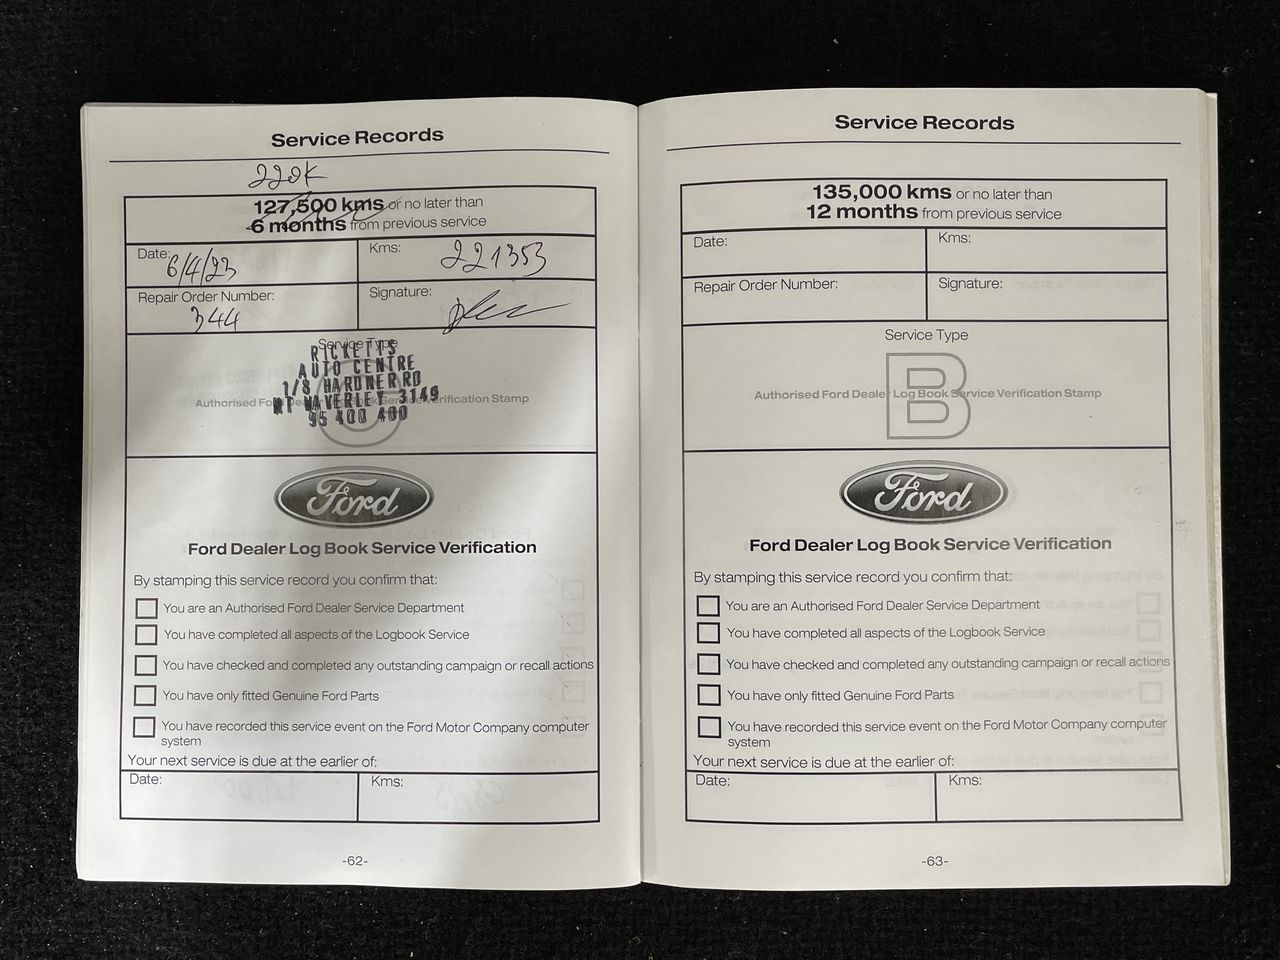 Service Records
220K
127,500 kms or no later than
6 months from previous service
Date: 6/4/23
Kms: 221353
Repair Order Number: 344
Signature:
Service Type
RICKETTS
AUTO CENTRE
1/8 HARDNER RD
MT WAVERLEY 3149
95 400 400
Authorised Ford Dealer Log Book Service Verification Stamp
Ford
Ford Dealer Log Book Service Verification
By stamping this service record you confirm that:
You are an Authorised Ford Dealer Service Department
You have completed all aspects of the Logbook Service
You have checked and completed any outstanding campaign or recall actions
You have only fitted Genuine Ford Parts
You have recorded this service event on the Ford Motor Company computer
system
Your next service is due at the earlier of:
Date:
Kms:
-62-
Service Records
135,000 kms or no later than
12 months from previous service
Date:
Kms:
Repair Order Number:
Signature:
Service Type
B
Authorised Ford Dealer Log Book Service Verification Stamp
Ford
Ford Dealer Log Book Service Verification
By stamping this service record you confirm that:
You are an Authorised Ford Dealer Service Department
You have completed all aspects of the Logbook Service
You have checked and completed any outstanding campaign or recall actions
You have only fitted Genuine Ford Parts
You have recorded this service event on the Ford Motor Company computer
system
Your next service is due at the earlier of:
Date:
Kms:
-63-